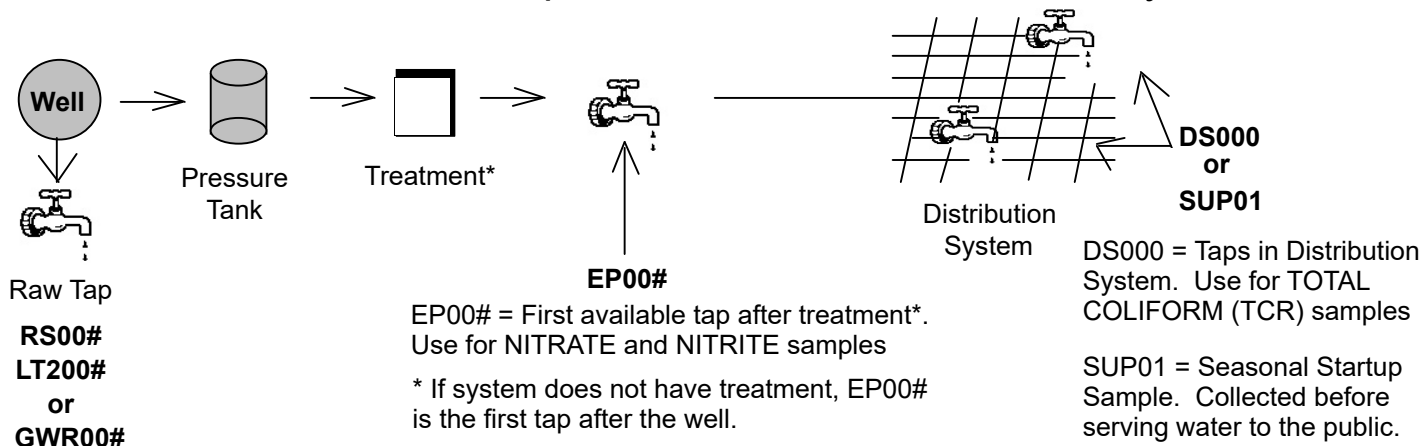 Well
Pressure
Tank
Treatment*
Distribution
System
DS000
or
SUP01
Raw Tap
RS00#
LT200#
or
GWR00#
EP00#
EP00# = First available tap after treatment*.
Use for NITRATE and NITRITE samples
* If system does not have treatment, EP00#
is the first tap after the well.
DS000 = Taps in Distribution
System. Use for TOTAL
COLIFORM (TCR) samples
SUP01 = Seasonal Startup
Sample. Collected before
serving water to the public.